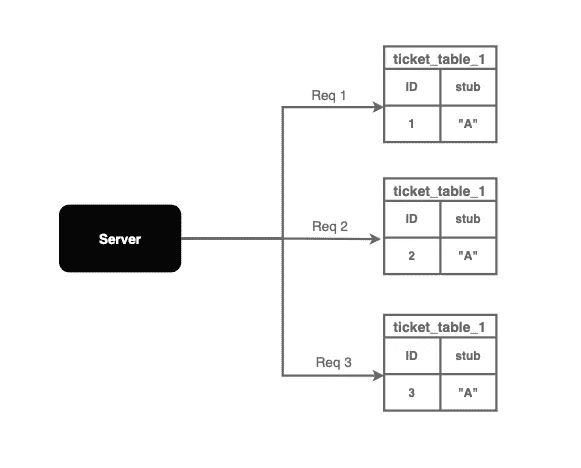 ticket_table_1
ID stub
Req 1
1 "A"
ticket_table_1
Req 2
ID stub
Server
2 "A"
ticket_table_1
ID stub
Req 3
3 "A"